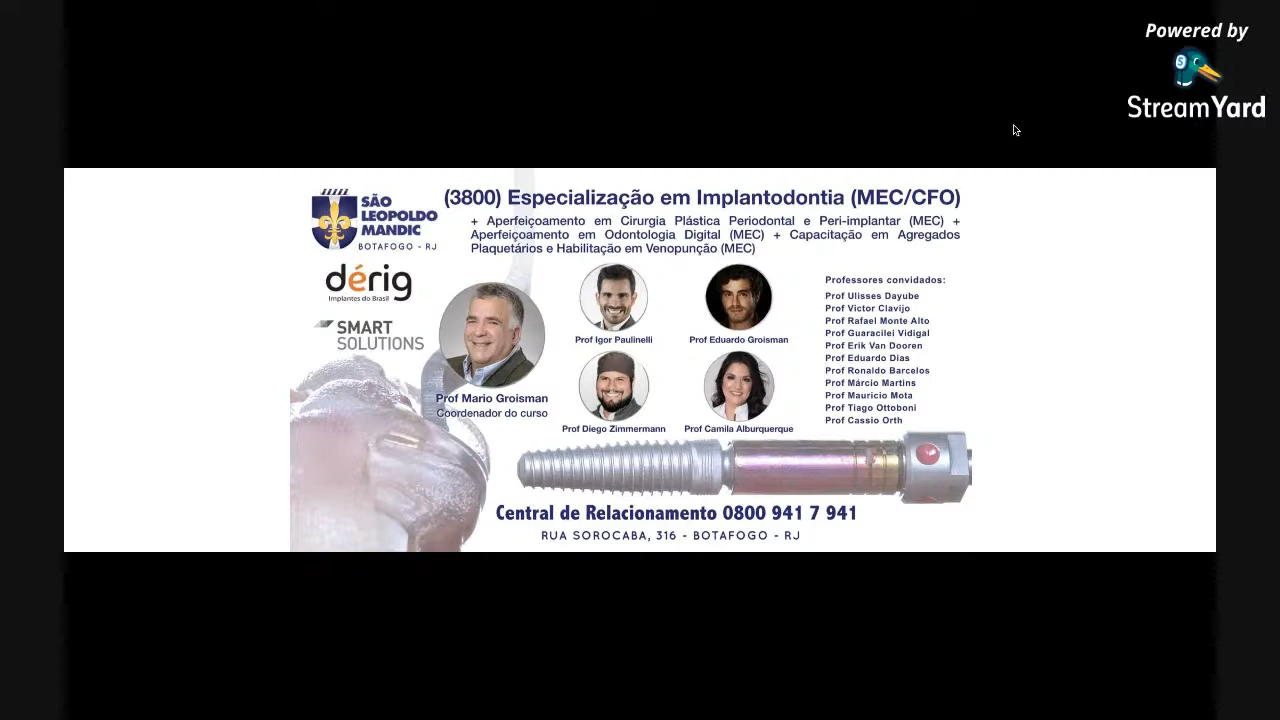 Powered by
StreamYard
SÃO
LEOPOLDO
MANDIC
BOTAFOGO - RJ
dérig
Implantes do Brasil
SMART
SOLUTIONS
(3800) Especialização em Implantodontia (MEC/CFO)
+ Aperfeiçoamento em Cirurgia Plástica Periodontal e Peri-implantar (MEC) +
Aperfeiçoamento em Odontologia Digital (MEC) + Capacitação em Agregados
Plaquetários e Habilitação em Venopunção (MEC)
Prof Mario Groisman
Coordenador do curso
Prof Igor Paulinelli
Prof Eduardo Groisman
Prof Diego Zimmermann
Prof Camila Alburquerque
Professores convidados:
Prof Ulisses Dayube
Prof Victor Clavijo
Prof Rafael Monte Alto
Prof Guaracilei Vidigal
Prof Erik Van Dooren
Prof Eduardo Dias
Prof Ronaldo Barcelos
Prof Márcio Martins
Prof Mauricio Mota
Prof Tiago Ottoboni
Prof Cassio Orth
Central de Relacionamento 0800 941 7 941
RUA SOROCABA, 316 - BOTAFOGO - RJ